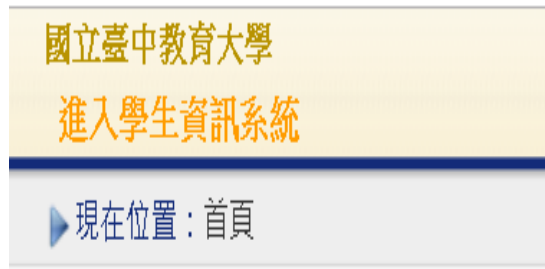 國立臺中教育大學
進入學生資訊系統
現在位置：首頁